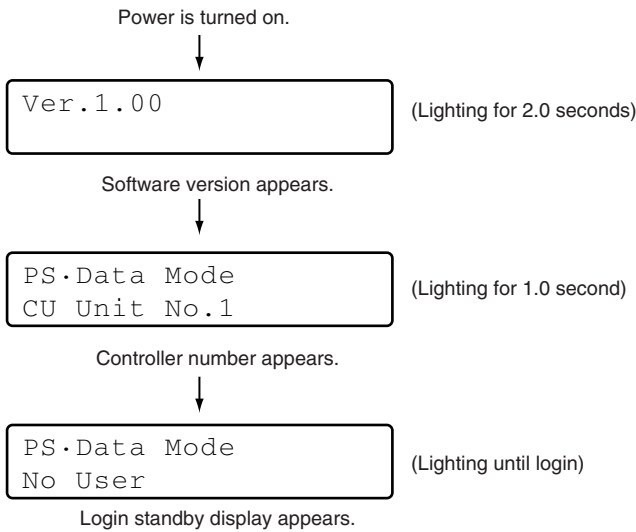 Power is turned on.
Ver.1.00
(Lighting for 2.0 seconds)
Software version appears.
PS·Data Mode
CU Unit No.1
(Lighting for 1.0 second)
Controller number appears.
PS·Data Mode
No User
(Lighting until login)
Login standby display appears.